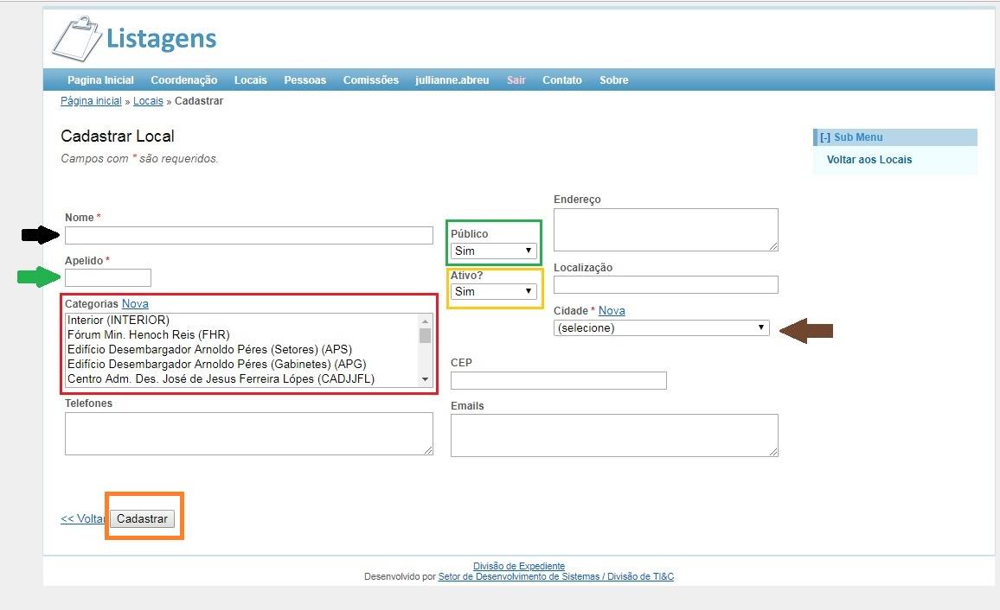 Listagens
Pagina Inicial Coordenação Locais Pessoas Comissões jullianne.abreu Sair Contato Sobre
Página inicial » Locais » Cadastrar
Cadastrar Local
Campos com * são requeridos.
[-] Sub Menu
Voltar aos Locais
Nome *
Apelido *
Categorias Nova
Interior (INTERIOR)
Fórum Min. Henoch Reis (FHR)
Edifício Desembargador Arnoldo Péres (Setores) (APS)
Edifício Desembargador Arnoldo Péres (Gabinetes) (APG)
Centro Adm. Des. José de Jesus Ferreira Lópes (CADJJFL)
Telefones
Público
Sim
Ativo?
Sim
Endereço
Localização
Cidade * Nova
(selecione)
CEP
Emails
<< Voltar Cadastrar
Divisão de Expediente
Desenvolvido por Setor de Desenvolvimento de Sistemas / Divisão de TI&C